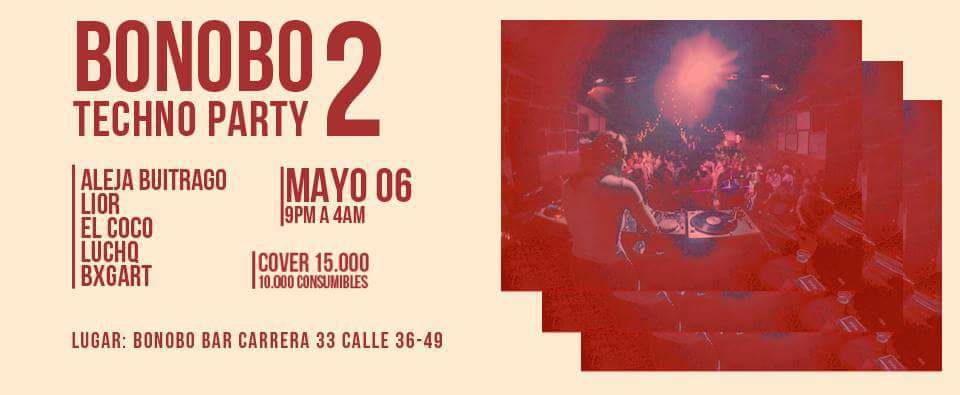 BONOBO 2
TECHNO PARTY
ALEJA BUITRAGO
LIOR
EL COCO
LUCHQ
BXGART
MAYO 06
9PM A 4AM
COVER 15.000
10.000 CONSUMIBLES
LUGAR: BONOBO BAR CARRERA 33 CALLE 36-49